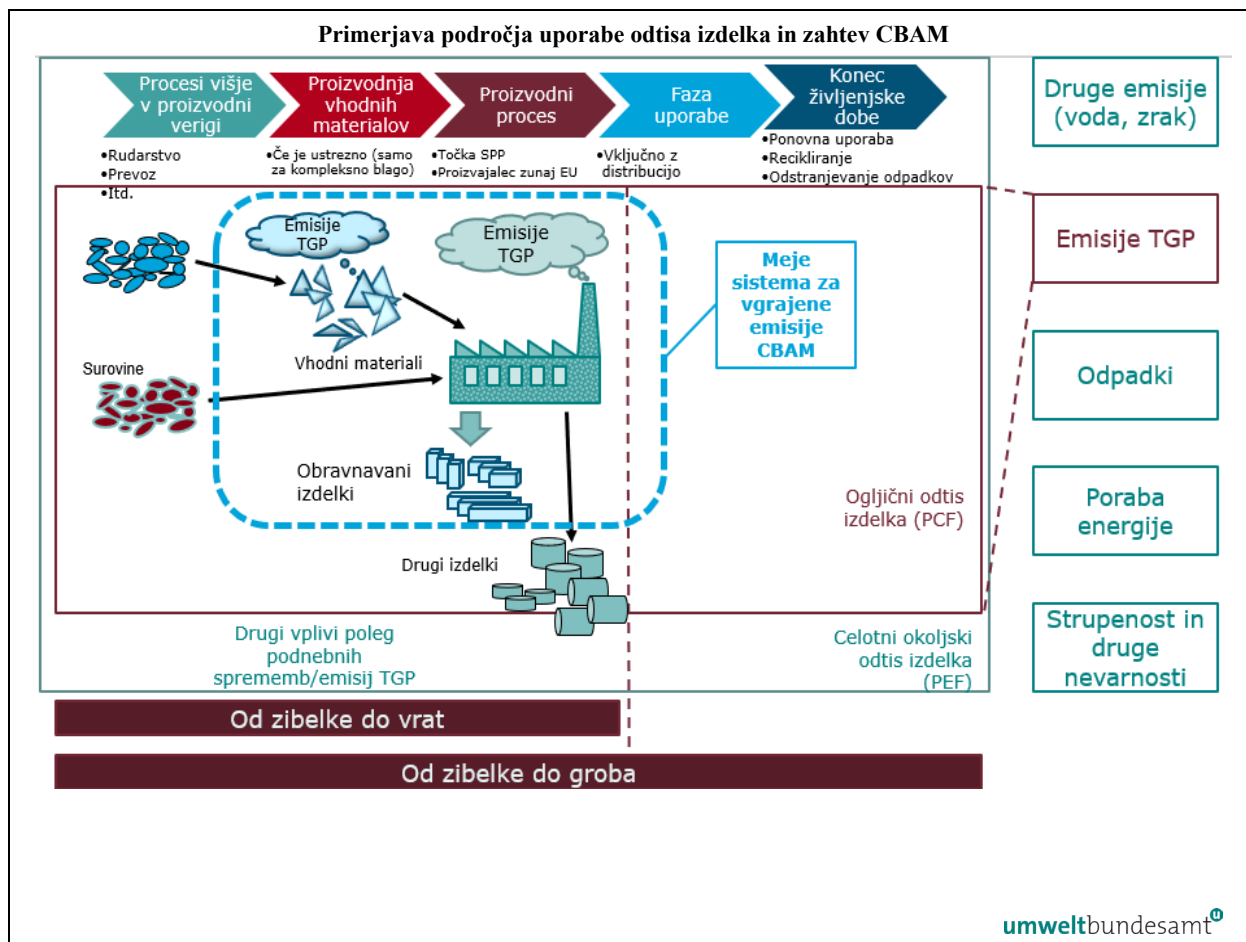 Primerjava področja uporabe odtisa izdelka in zahtev CBAM
Procesi višje
v proizvodni
verigi
•Rudarstvo
•Prevoz
•Itd.
Proizvodnja
vhodnih
materialov
•Če je ustrezno (samo
za kompleksno blago)
Proizvodni
proces
•Točka SPP
•Proizvajalec zunaj EU
Faza
uporabe
•Vključno z
distribucijo
Konec
življenjske
dobe
•Ponovna uporaba
•Recikliranje
•Odstranjevanje odpadkov
Druge emisije
(voda, zrak)
Emisije TGP
Odpadki
Poraba
energije
Strupenost in
druge
nevarnosti
Emisije
TGP
Emisije
TGP
Meje
sistema za
vgrajene
emisije
CBAM
Vhodni materiali
Surovine
Obravnavani
izdelki
Ogljični odtis
izdelka (PCF)
Drugi izdelki
Drugi vplivi poleg
podnebnih
sprememb/emisij TGP
Celotni okoljski
odtis izdelka
(PEF)
Od zibelke do vrat
Od zibelke do groba
umweltbundesamt u